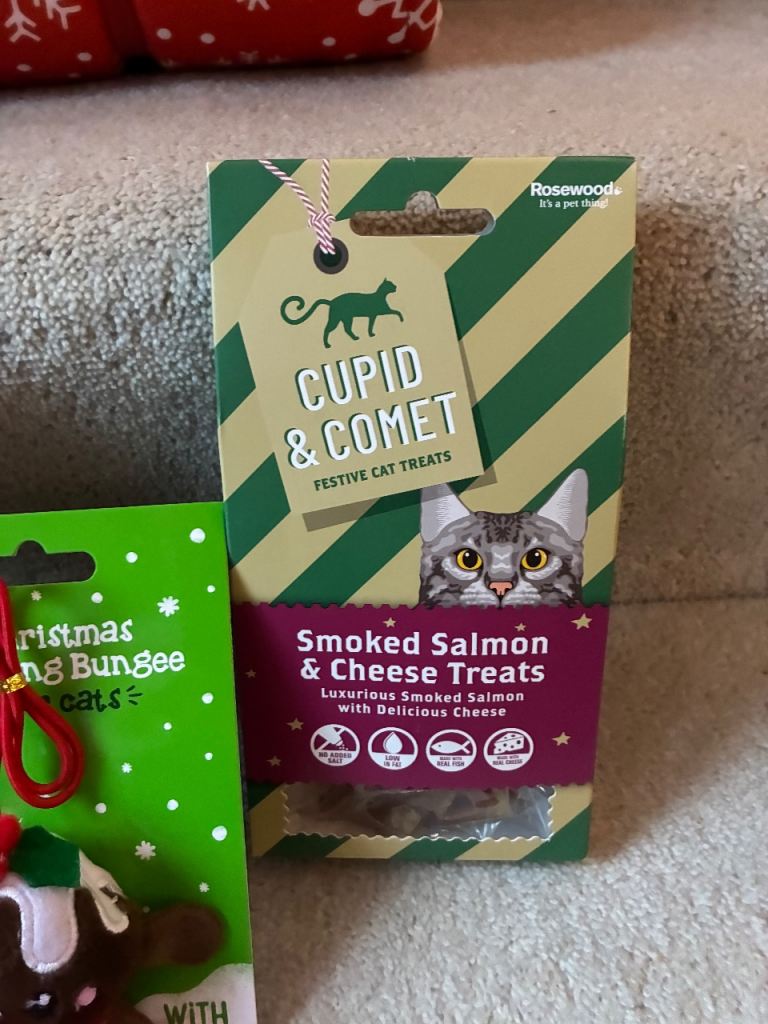 Rosewood
It's a pet thing!
CUPID
& COMET
FESTIVE CAT TREATS
Smoked Salmon
& Cheese Treats
Luxurious Smoked Salmon
with Delicious Cheese
NO ADDED
SALT
LOW
IN FAT
MADE WITH
REAL FISH
MADE WITH
REAL CHEESE
ristmas
ng Bungee
cats
WITH